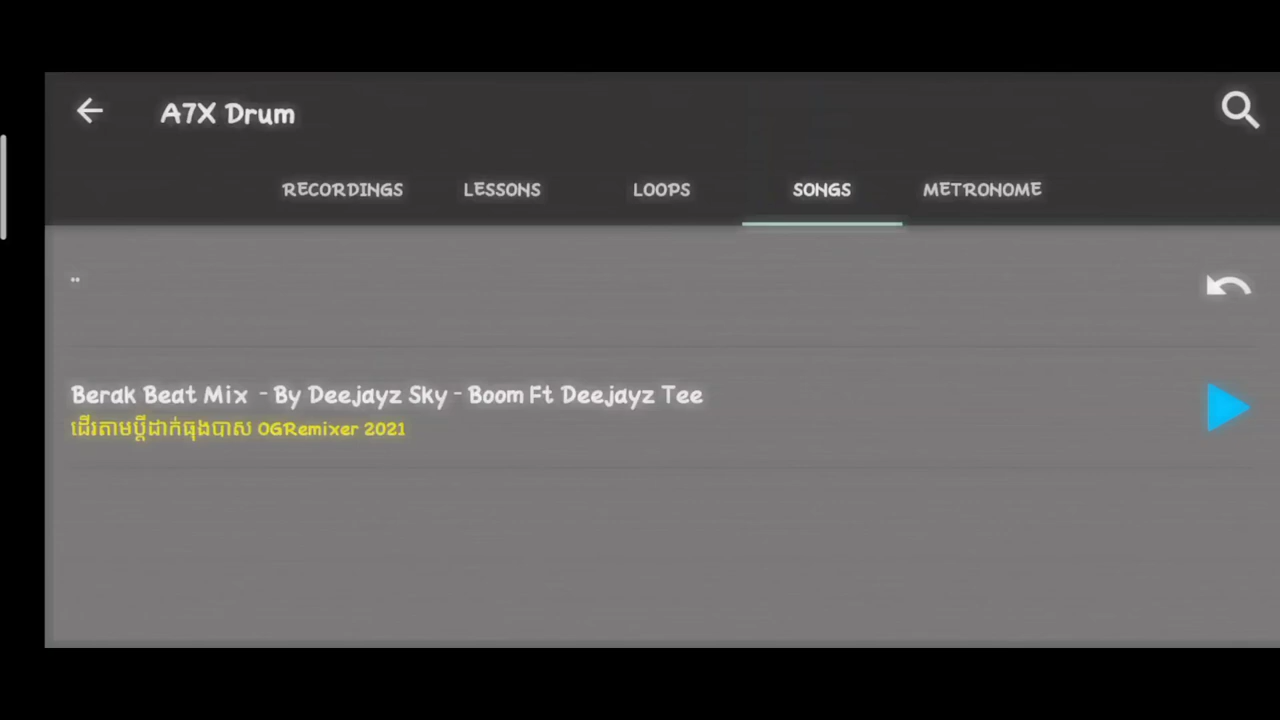 A7X Drum
RECORDINGS LESSONS LOOPS SONGS METRONOME
..
Berak Beat Mix - By Deejayz Sky - Boom Ft Deejayz Tee
ដើរតាមប្តីដាក់ធុងបាស OGRemixer 2021